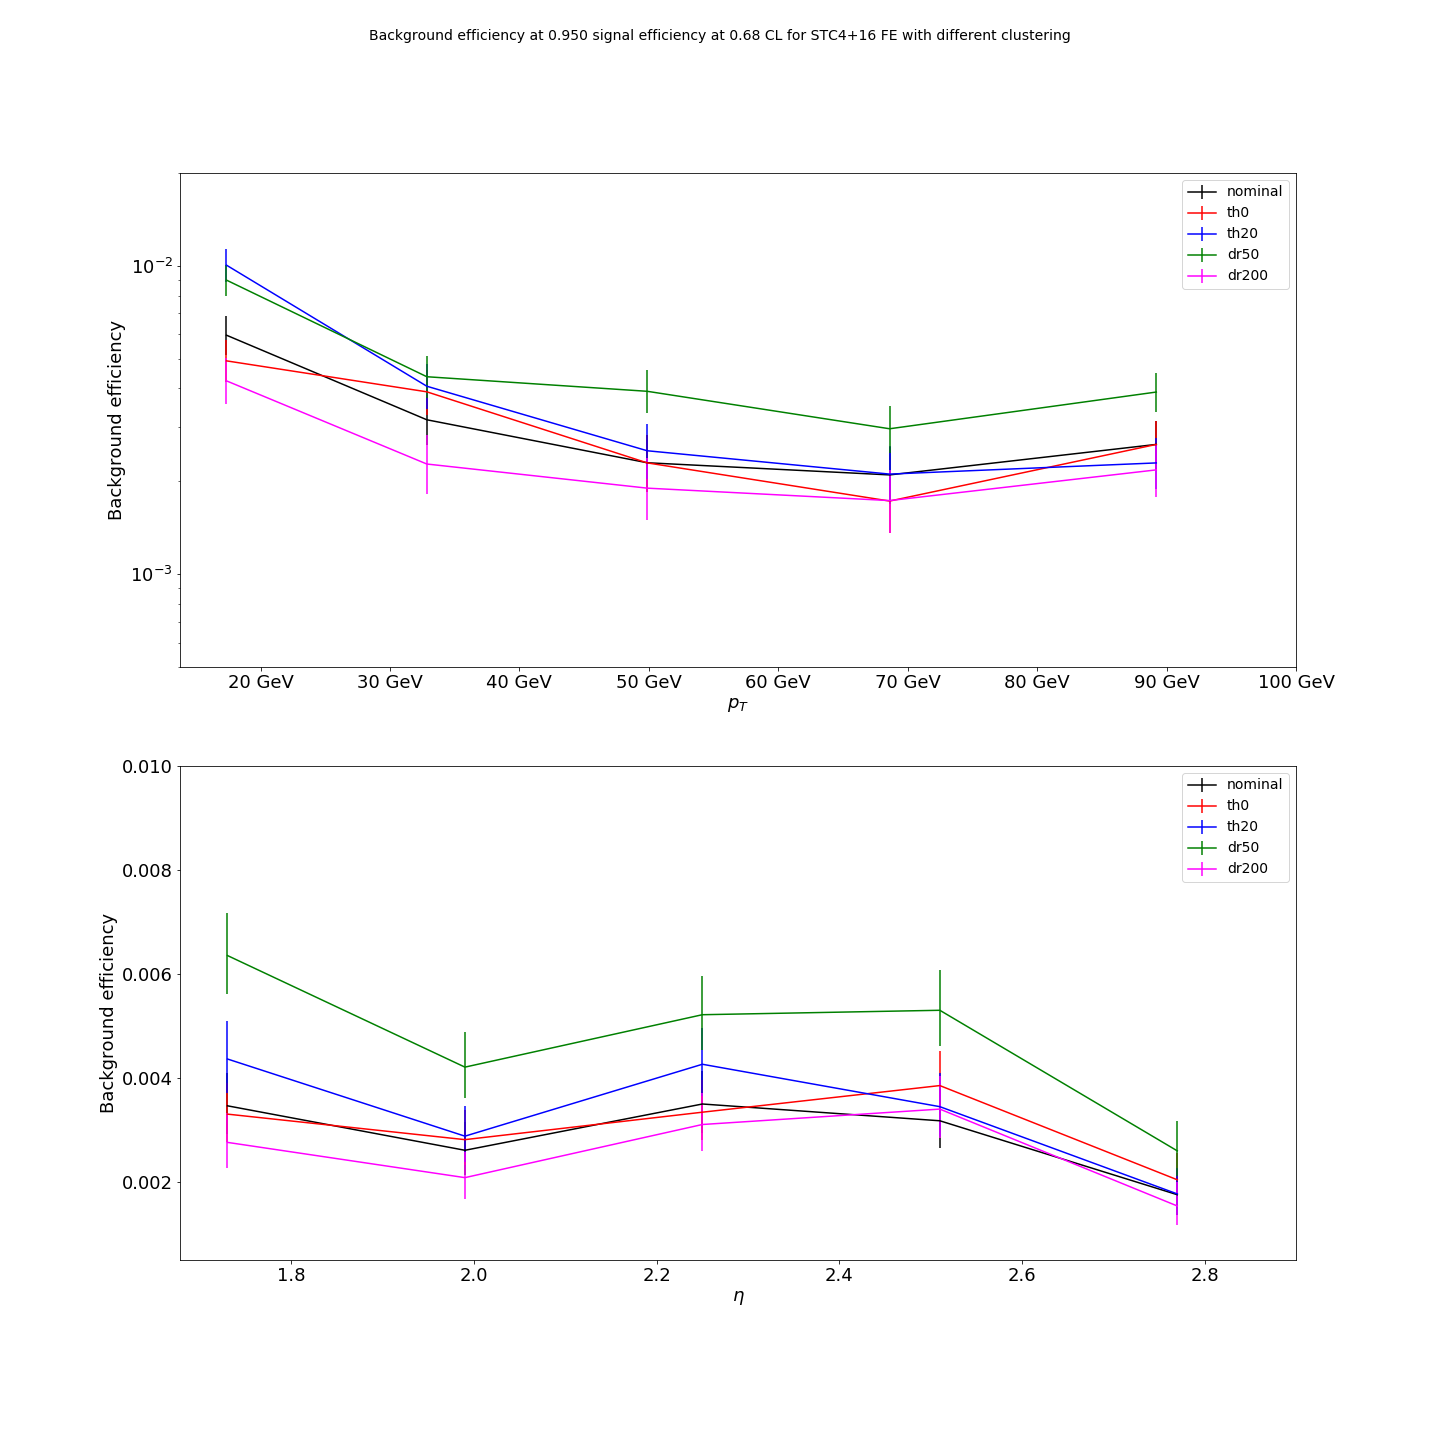 Background efficiency at 0.950 signal efficiency at 0.68 CL for STC4+16 FE with different clustering
nominal
th0
th20
dr50
dr200
10⁻²
10⁻³
Background efficiency
20 GeV 30 GeV 40 GeV 50 GeV 60 GeV 70 GeV 80 GeV 90 GeV 100 GeV
p_T
nominal
th0
th20
dr50
dr200
0.010
0.008
0.006
0.004
0.002
Background efficiency
1.8 2.0 2.2 2.4 2.6 2.8
η